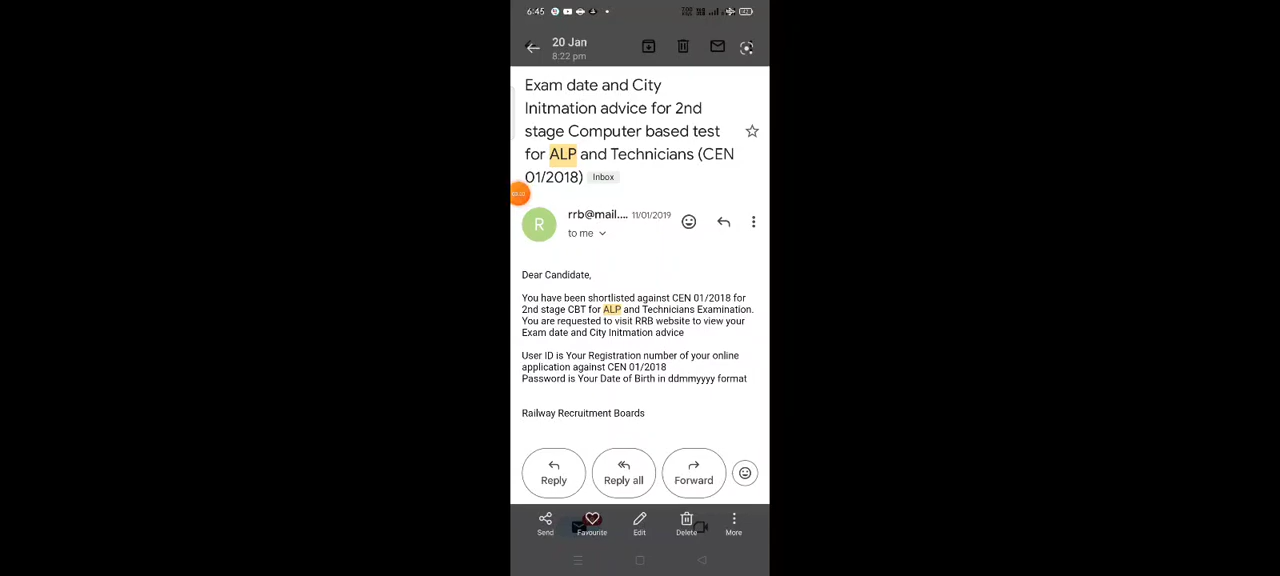 6:45
20 Jan
8:22 pm
Exam date and City
Initmation advice for 2nd
stage Computer based test
for ALP and Technicians (CEN
01/2018) Inbox
R
rrb@mail.... 11/01/2019
to me
Dear Candidate,
You have been shortlisted against CEN 01/2018 for
2nd stage CBT for ALP and Technicians Examination.
You are requested to visit RRB website to view your
Exam date and City Initmation advice
User ID is Your Registration number of your online
application against CEN 01/2018
Password is Your Date of Birth in ddmmyyyy format
Railway Recruitment Boards
Reply Reply all Forward
Send Favourite Edit Delete More